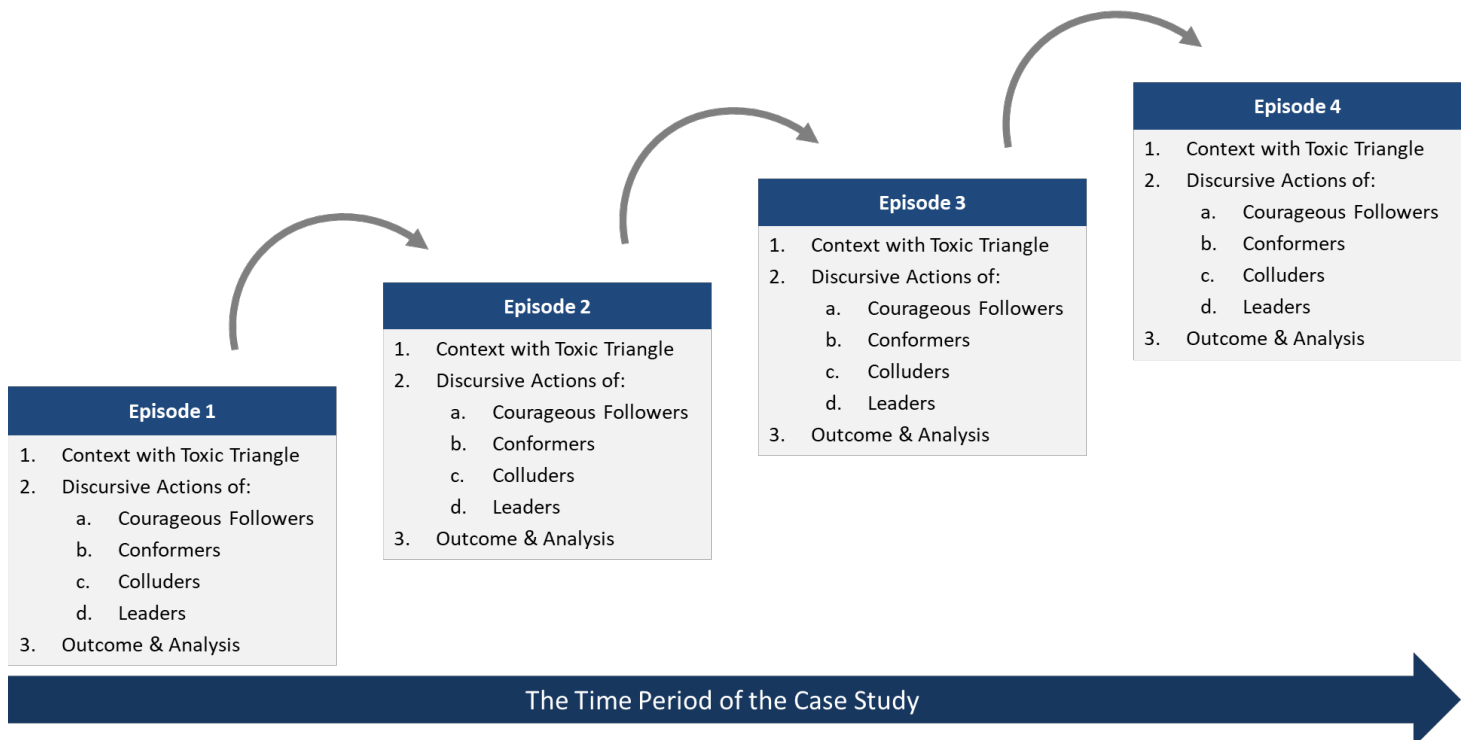 Episode 1
1. Context with Toxic Triangle
2. Discursive Actions of:
a. Courageous Followers
b. Conformers
c. Colluders
d. Leaders
3. Outcome & Analysis
Episode 2
1. Context with Toxic Triangle
2. Discursive Actions of:
a. Courageous Followers
b. Conformers
c. Colluders
d. Leaders
3. Outcome & Analysis
Episode 3
1. Context with Toxic Triangle
2. Discursive Actions of:
a. Courageous Followers
b. Conformers
c. Colluders
d. Leaders
3. Outcome & Analysis
Episode 4
1. Context with Toxic Triangle
2. Discursive Actions of:
a. Courageous Followers
b. Conformers
c. Colluders
d. Leaders
3. Outcome & Analysis
The Time Period of the Case Study